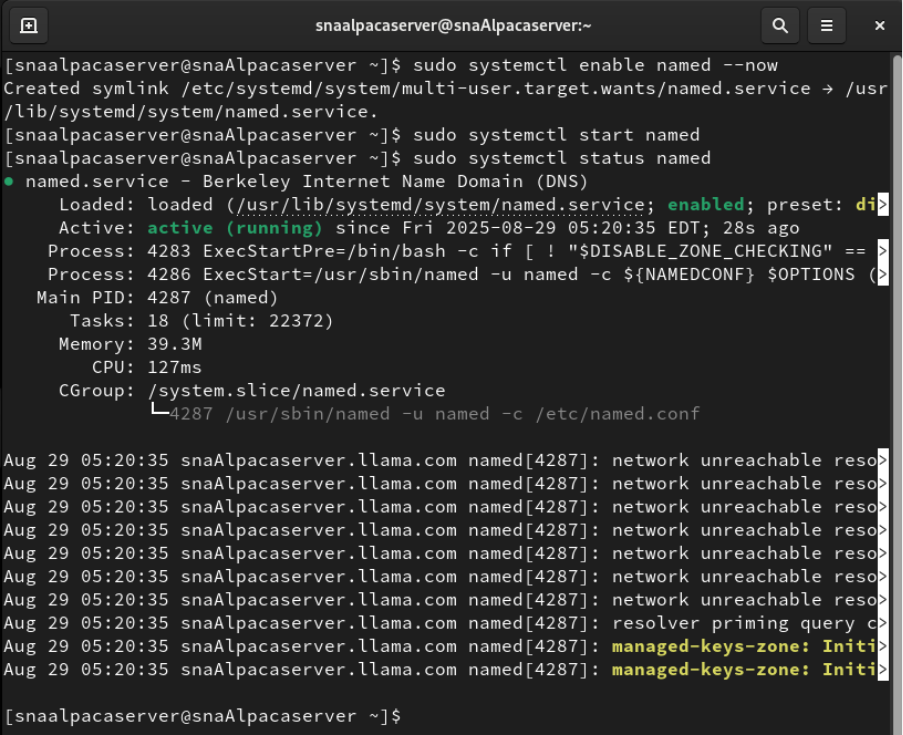 snaalpacaserver@snaAlpacaserver:~
[snaalpacaserver@snaAlpacaserver ~]$ sudo systemctl enable named --now
Created symlink /etc/systemd/system/multi-user.target.wants/named.service → /usr
/lib/systemd/system/named.service.
[snaalpacaserver@snaAlpacaserver ~]$ sudo systemctl start named
[snaalpacaserver@snaAlpacaserver ~]$ sudo systemctl status named
● named.service - Berkeley Internet Name Domain (DNS)
     Loaded: loaded (/usr/lib/systemd/system/named.service; enabled; preset: di>
     Active: active (running) since Fri 2025-08-29 05:20:35 EDT; 28s ago
    Process: 4283 ExecStartPre=/bin/bash -c if [ ! "$DISABLE_ZONE_CHECKING" == >
    Process: 4286 ExecStart=/usr/sbin/named -u named -c ${NAMEDCONF} $OPTIONS (>
   Main PID: 4287 (named)
      Tasks: 18 (limit: 22372)
     Memory: 39.3M
        CPU: 127ms
     CGroup: /system.slice/named.service
             └─4287 /usr/sbin/named -u named -c /etc/named.conf
Aug 29 05:20:35 snaAlpacaserver.llama.com named[4287]: network unreachable reso>
Aug 29 05:20:35 snaAlpacaserver.llama.com named[4287]: network unreachable reso>
Aug 29 05:20:35 snaAlpacaserver.llama.com named[4287]: network unreachable reso>
Aug 29 05:20:35 snaAlpacaserver.llama.com named[4287]: network unreachable reso>
Aug 29 05:20:35 snaAlpacaserver.llama.com named[4287]: network unreachable reso>
Aug 29 05:20:35 snaAlpacaserver.llama.com named[4287]: network unreachable reso>
Aug 29 05:20:35 snaAlpacaserver.llama.com named[4287]: network unreachable reso>
Aug 29 05:20:35 snaAlpacaserver.llama.com named[4287]: resolver priming query c>
Aug 29 05:20:35 snaAlpacaserver.llama.com named[4287]: managed-keys-zone: Initi>
Aug 29 05:20:35 snaAlpacaserver.llama.com named[4287]: managed-keys-zone: Initi>
[snaalpacaserver@snaAlpacaserver ~]$